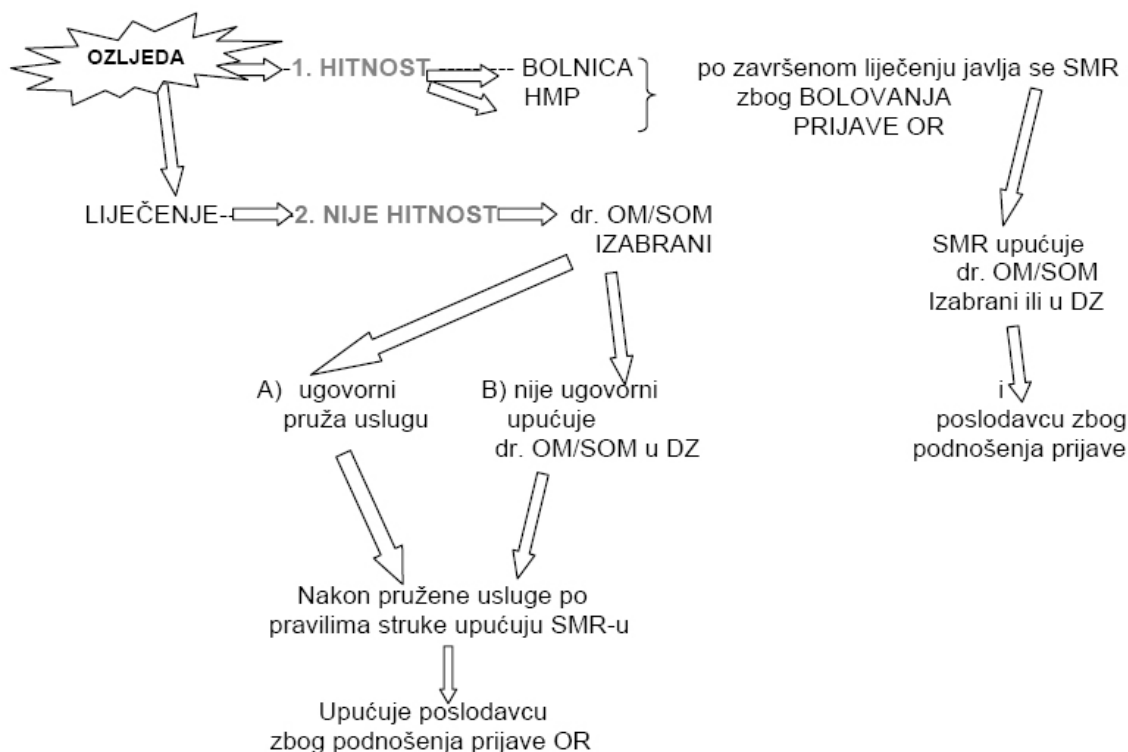 OZLJEDA
1. HITNOST
BOLNICA
HMP
po završenom liječenju javlja se SMR
zbog BOLOVANJA
PRIJAVE OR
LIJEČENJE
2. NIJE HITNOST
dr. OM/SOM
IZABRANI
SMR upućuje
dr. OM/SOM
Izabrani ili u DZ
A) ugovorni
pruža uslugu
B) nije ugovorni
upućuje
dr. OM/SOM u DZ
i
poslodavcu zbog
podnošenja prijave
Nakon pružene usluge po
pravilima struke upućuju SMR-u
Upućuje poslodavcu
zbog podnošenja prijave OR